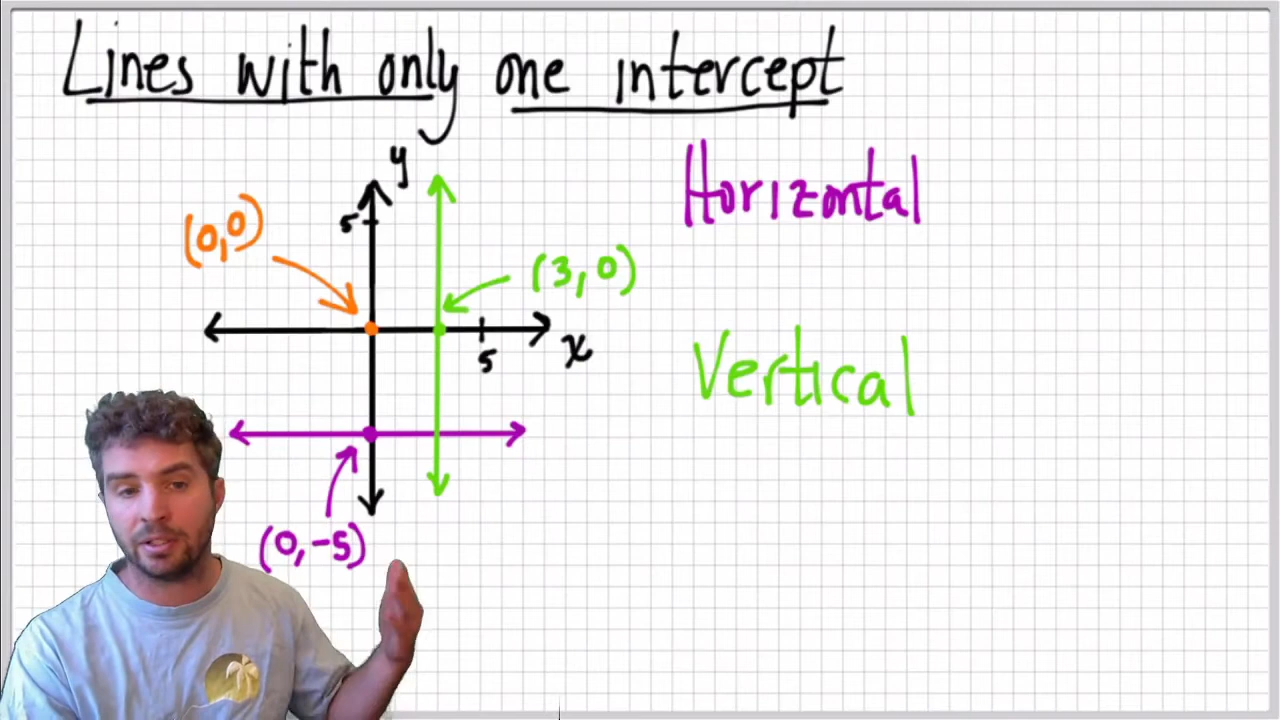 Lines with only one intercept
y
Horizontal
(0,0)
5
(3,0)
x
5
Vertical
(0,-5)